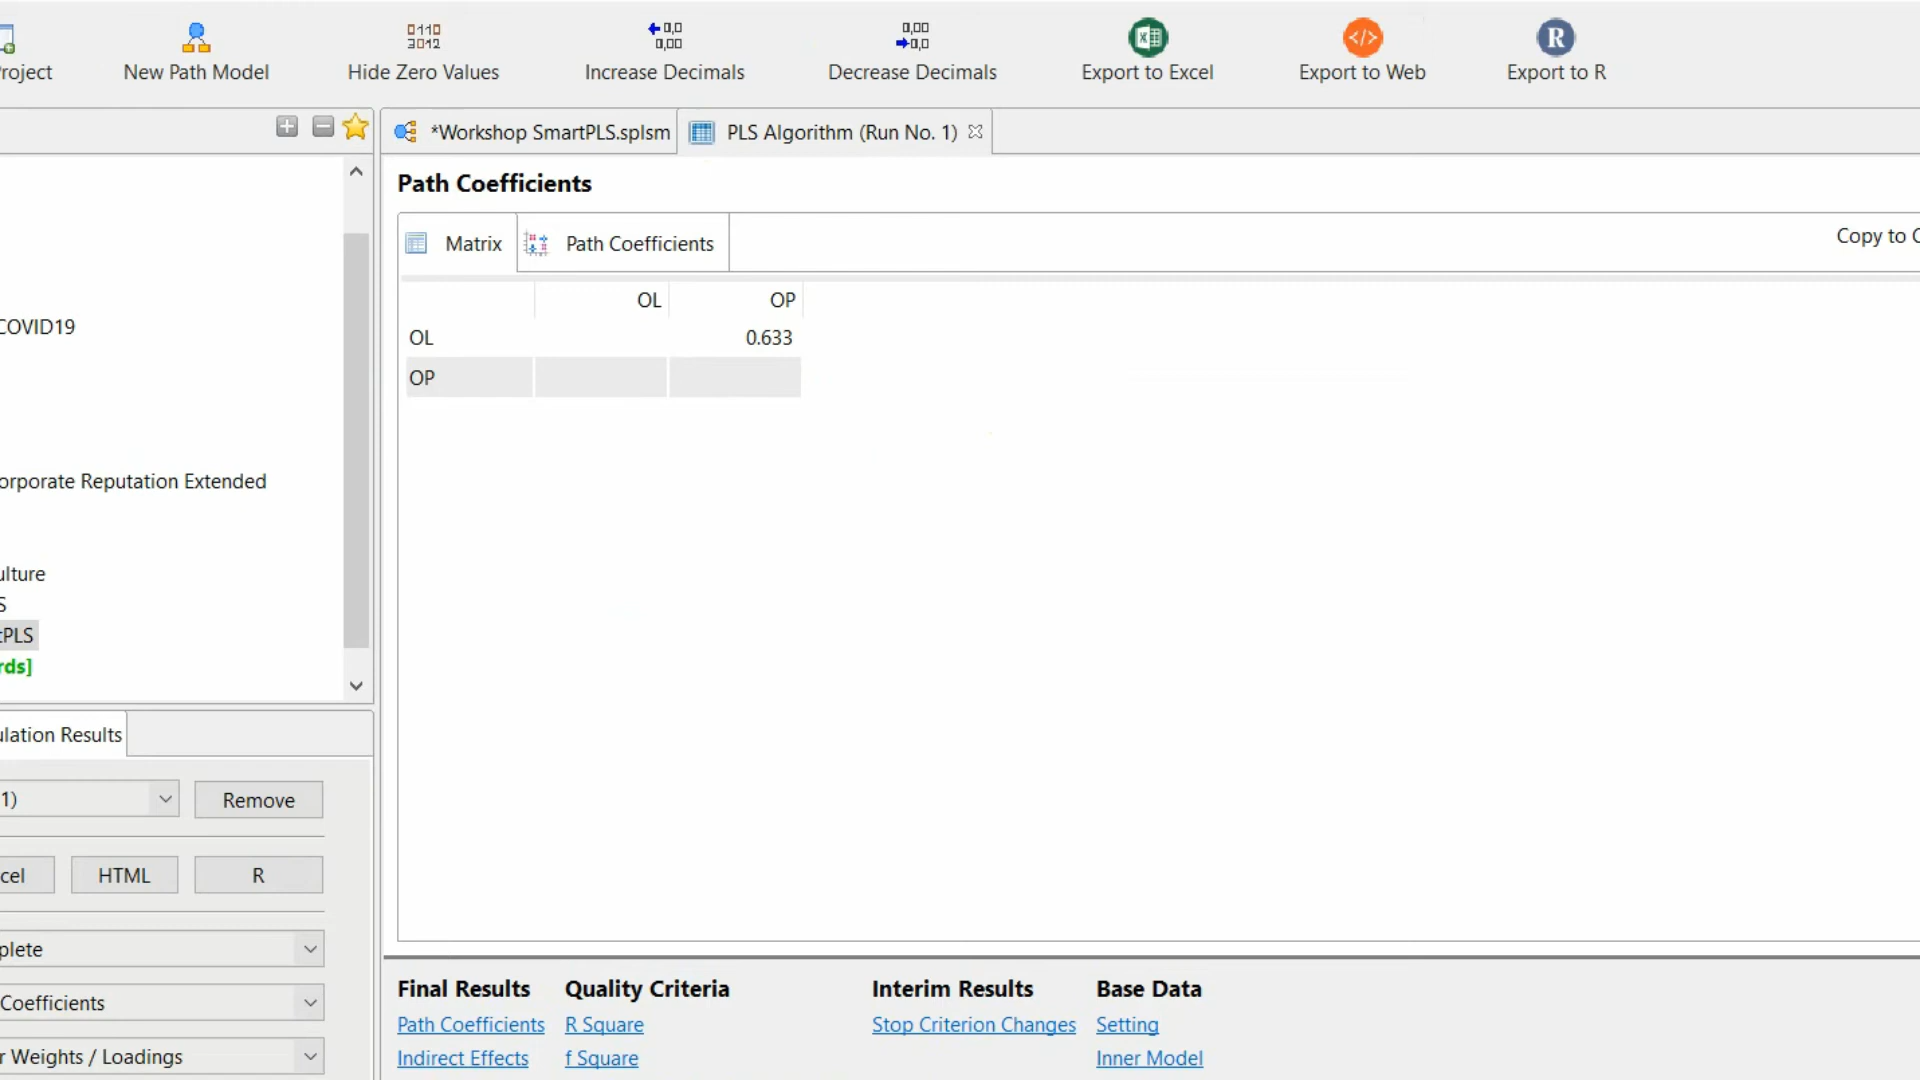 roject
New Path Model
Hide Zero Values
Increase Decimals
Decrease Decimals
Export to Excel
Export to Web
Export to R
*Workshop SmartPLS.splsm
PLS Algorithm (Run No. 1)
Path Coefficients
Matrix
Path Coefficients
Copy to C
OL OP
OL 0.633
OP
COVID19
orporate Reputation Extended
ulture
S
tPLS
rds]
ulation Results
1)
Remove
cel
HTML
R
plete
Coefficients
r Weights / Loadings
Final Results
Path Coefficients
Indirect Effects
Quality Criteria
R Square
f Square
Interim Results
Stop Criterion Changes
Base Data
Setting
Inner Model